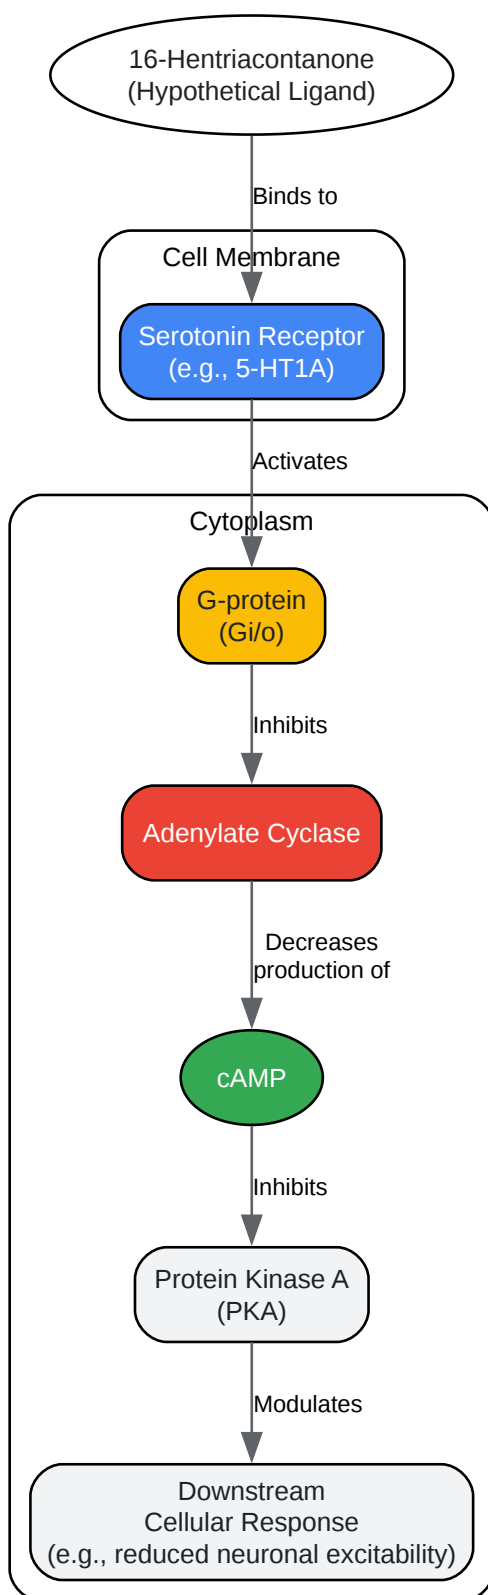 16-Hentriacontanone
(Hypothetical Ligand)
Binds to
Cell Membrane
Serotonin Receptor
(e.g., 5-HT1A)
Activates
Cytoplasm
G-protein
(Gi/o)
Inhibits
Adenylate Cyclase
Decreases
production of
cAMP
Inhibits
Protein Kinase A
(PKA)
Modulates
Downstream
Cellular Response
(e.g., reduced neuronal excitability)